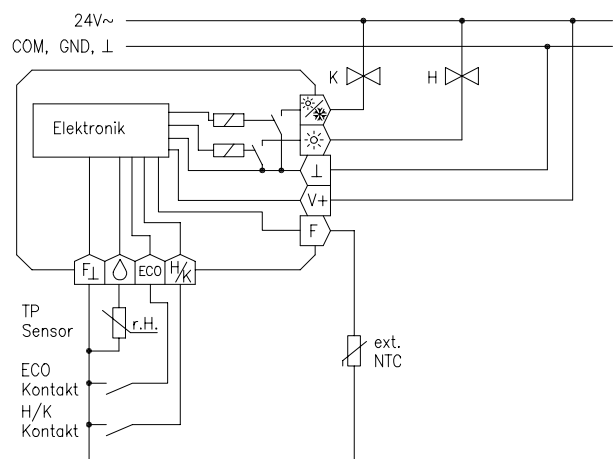 24V~
COM, GND, ⊥
K
H
Elektronik
⊥
V+
F
F⊥
ECO
H/K
TP
Sensor
r.H.
ECO
Kontakt
H/K
Kontakt
ext.
NTC